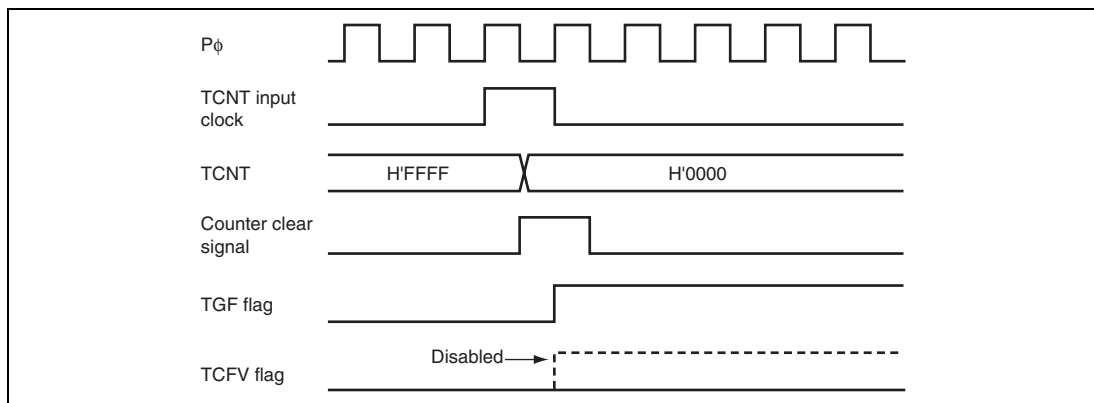 Pϕ
TCNT input
clock
TCNT
H'FFFF
H'0000
Counter clear
signal
TGF flag
Disabled
TCFV flag